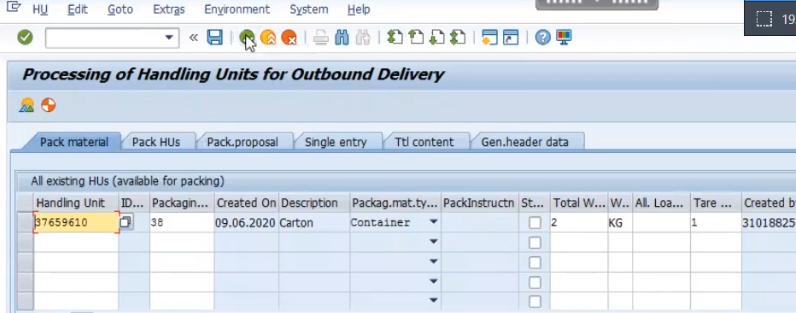 HU Edit Goto Extras Environment System Help
19
Processing of Handling Units for Outbound Delivery
Pack material Pack HUs Pack.proposal Single entry Ttl content Gen.header data
All existing HUs (available for packing)
Handling Unit ID... Packagin... Created On Description Packag.mat.ty... PackInstructn St... Total W... W.. All. Loa... Tare ... Created b
37659610 38 09.06.2020 Carton Container 2 KG 1 31018825